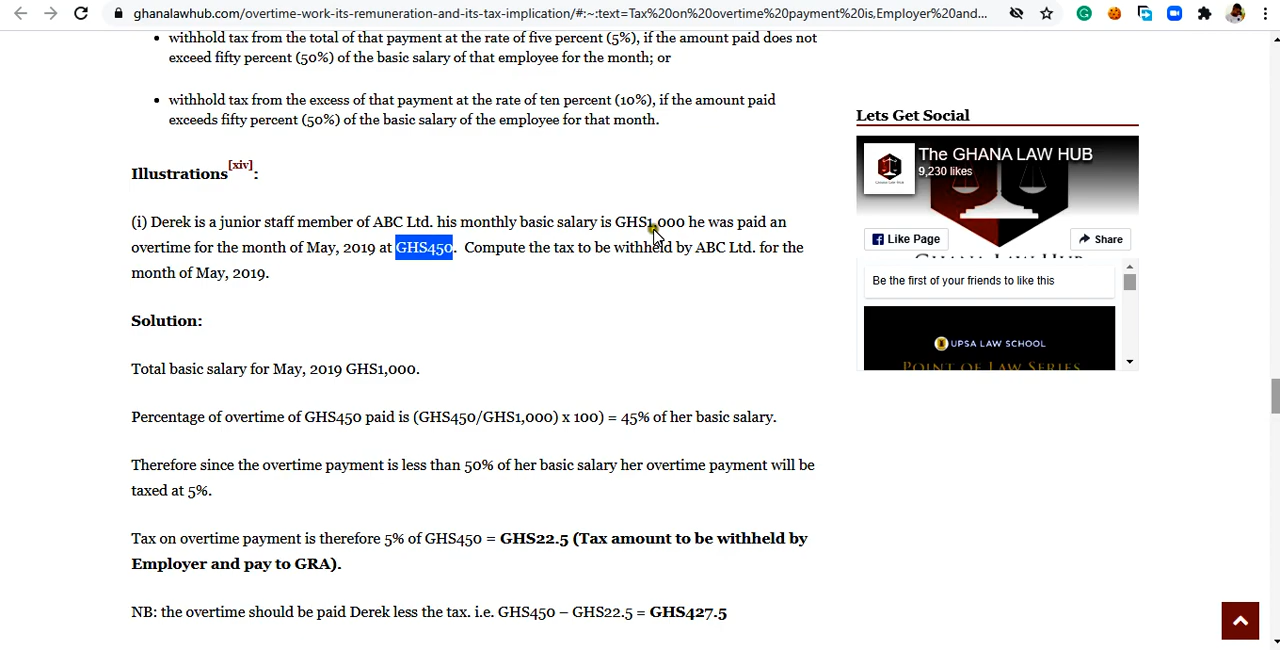 ghanalawhub.com/overtime-work-its-remuneration-and-its-tax-implication/#:~:text=Tax%20on%20overtime%20payment%20is,Employer%20and...
withhold tax from the total of that payment at the rate of five percent (5%), if the amount paid does not
exceed fifty percent (50%) of the basic salary of that employee for the month; or
withhold tax from the excess of that payment at the rate of ten percent (10%), if the amount paid
exceeds fifty percent (50%) of the basic salary of the employee for that month.
Illustrations[xiv]:
(i) Derek is a junior staff member of ABC Ltd. his monthly basic salary is GHS1,000 he was paid an
overtime for the month of May, 2019 at GHS450.  Compute the tax to be withheld by ABC Ltd. for the
month of May, 2019.
Solution:
Total basic salary for May, 2019 GHS1,000.
Percentage of overtime of GHS450 paid is (GHS450/GHS1,000) x 100) = 45% of her basic salary.
Therefore since the overtime payment is less than 50% of her basic salary her overtime payment will be
taxed at 5%.
Tax on overtime payment is therefore 5% of GHS450 = GHS22.5 (Tax amount to be withheld by
Employer and pay to GRA).
NB: the overtime should be paid Derek less the tax. i.e. GHS450 – GHS22.5 = GHS427.5
Lets Get Social
The GHANA LAW HUB
9,230 likes
Like Page
Share
Be the first of your friends to like this
UPSA LAW SCHOOL
POINT OF LAW SERIES